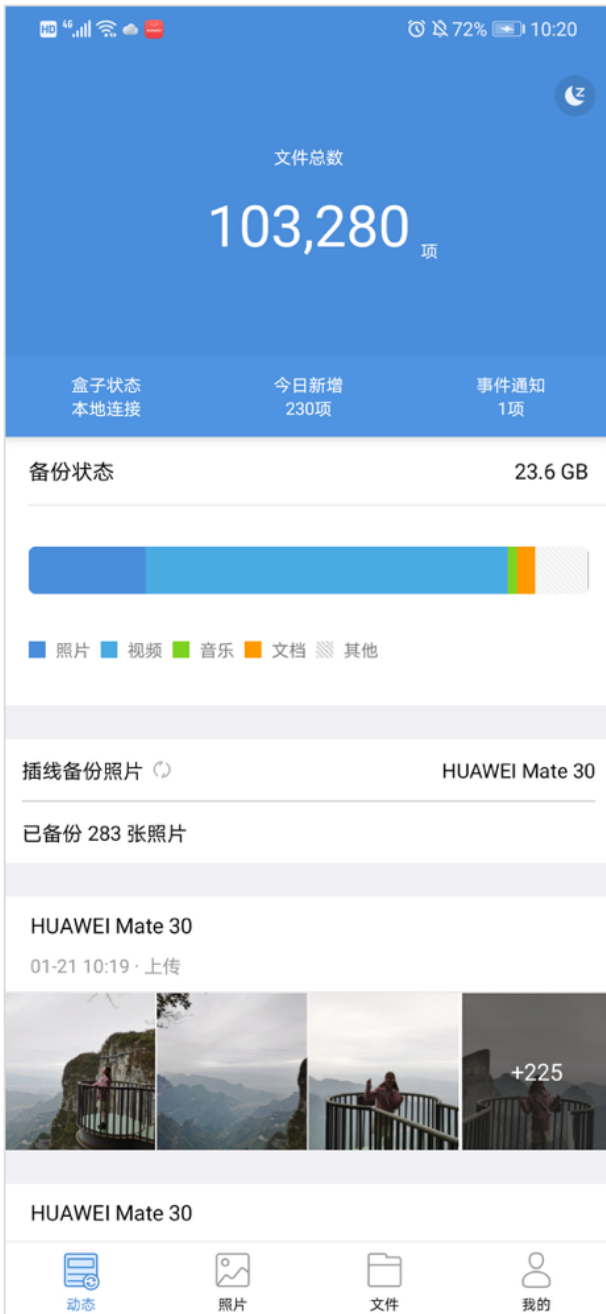 HD 4G 72% 10:20
文件总数
103,280 项
盒子状态 今日新增 事件通知
本地连接 230项 1项
备份状态 23.6 GB
照片 视频 音乐 文档 其他
插线备份照片 HUAWEI Mate 30
已备份 283 张照片
HUAWEI Mate 30
01-21 10:19 · 上传
+225
HUAWEI Mate 30
动态 照片 文件 我的